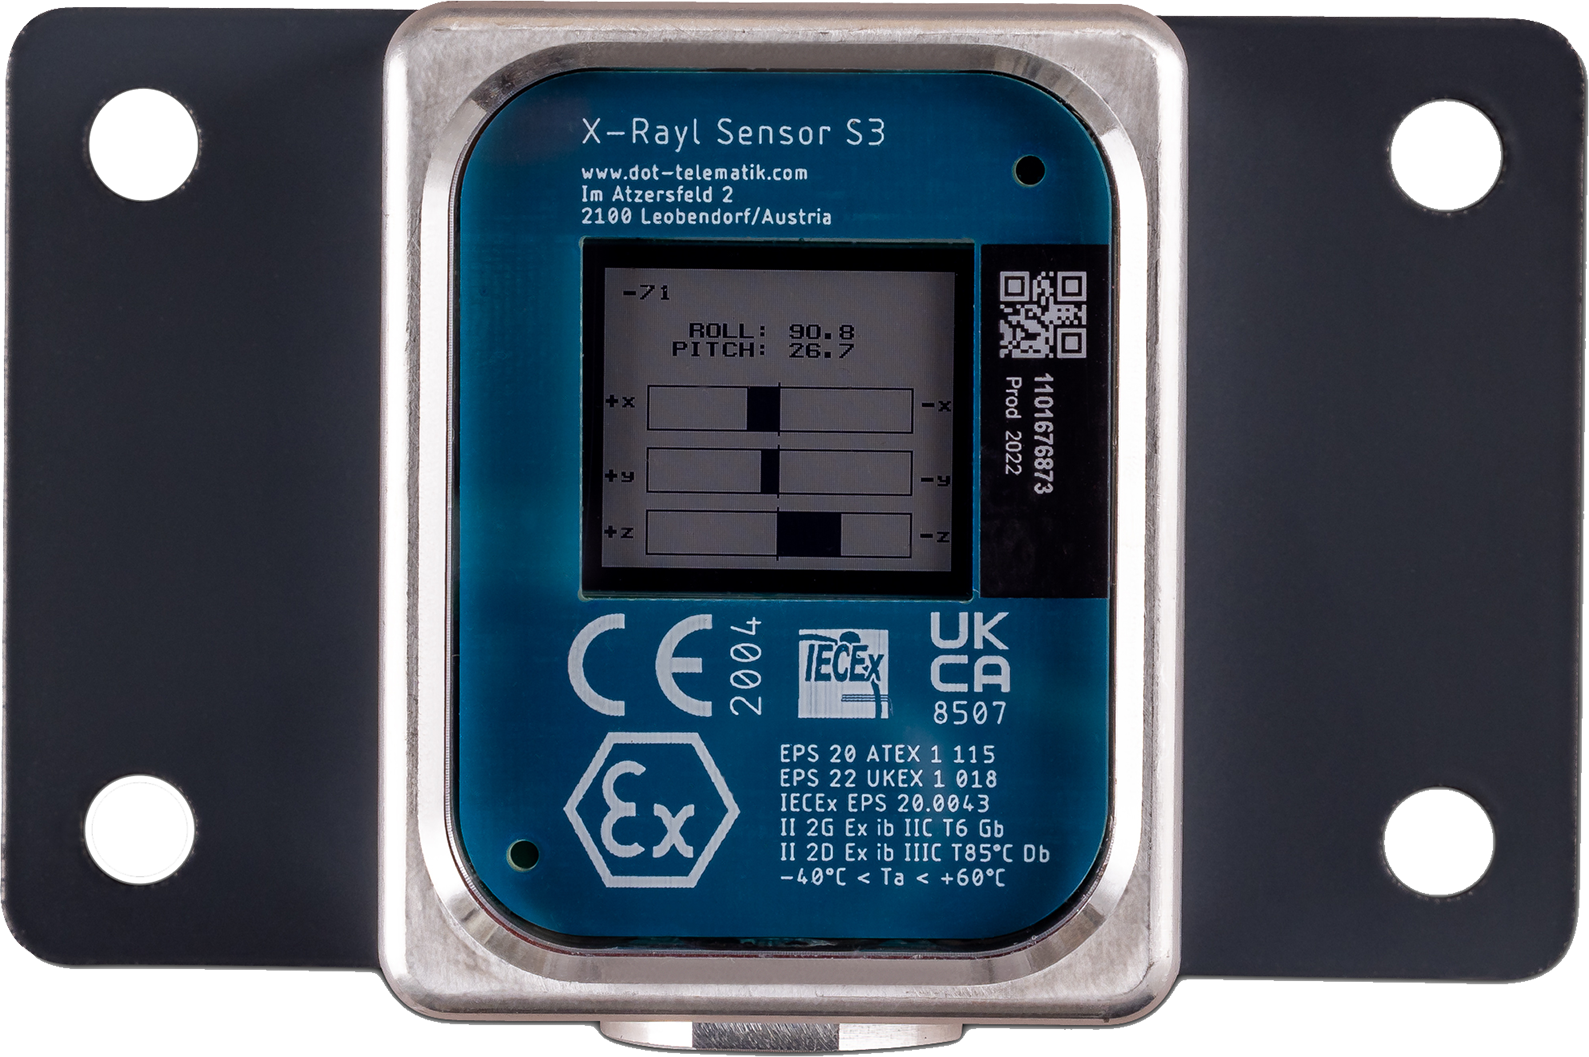 X-Rayl Sensor S3
www.dot-telematik.com
Im Atzersfeld 2
2100 Leobendorf/Austria
-71
ROLL: 90.8
PITCH: 26.7
+x -x
+y -y
+z -z
1101676873
Prod 2022
CE 2004
IECEx
UK
CA
8507
Ex
EPS 20 ATEX 1 115
EPS 22 UKEX 1 018
IECEx EPS 20.0043
II 2G Ex ib IIC T6 Gb
II 2D Ex ib IIIC T85°C Db
-40°C < Ta < +60°C